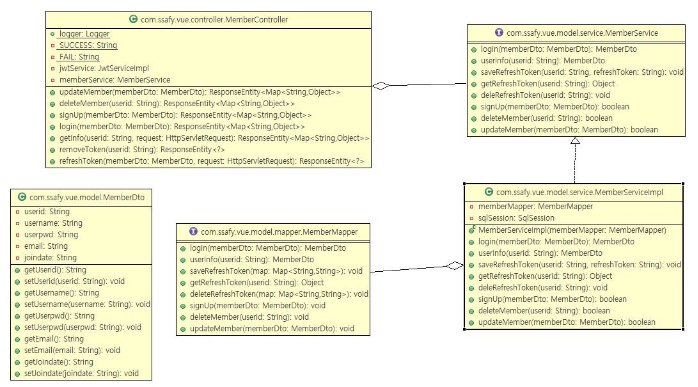 com.ssafy.vue.controller.MemberController
logger: Logger
SUCCESS: String
FAIL: String
jwtService: JwtServiceImpl
memberService: MemberService
updateMember(memberDto: MemberDto): ResponseEntity<Map<String,Object>>
deleteMember(userid: String): ResponseEntity<Map<String,Object>>
signUp(memberDto: MemberDto): ResponseEntity<Map<String,Object>>
login(memberDto: MemberDto): ResponseEntity<Map<String,Object>>
getInfo(userid: String, request: HttpServletRequest): ResponseEntity<Map<String,Object>>
removeToken(userid: String): ResponseEntity<?>
refreshToken(memberDto: MemberDto, request: HttpServletRequest): ResponseEntity<?>
com.ssafy.vue.model.service.MemberService
login(memberDto: MemberDto): MemberDto
userInfo(userid: String): MemberDto
saveRefreshToken(userid: String, refreshToken: String): void
getRefreshToken(userid: String): Object
deleRefreshToken(userid: String): void
signUp(memberDto: MemberDto): boolean
deleteMember(userid: String): boolean
updateMember(memberDto: MemberDto): boolean
com.ssafy.vue.model.MemberDto
userid: String
username: String
userpwd: String
email: String
joindate: String
getUserid(): String
setUserid(userid: String): void
getUsername(): String
setUsername(username: String): void
getUserpwd(): String
setUserpwd(userpwd: String): void
getEmail(): String
setEmail(email: String): void
getJoindate(): String
setJoindate(joindate: String): void
com.ssafy.vue.model.mapper.MemberMapper
login(memberDto: MemberDto): MemberDto
userInfo(userid: String): MemberDto
saveRefreshToken(map: Map<String,String>): void
getRefreshToken(userid: String): Object
deleteRefreshToken(map: Map<String,String>): void
signUp(memberDto: MemberDto): void
deleteMember(userid: String): void
updateMember(memberDto: MemberDto): void
com.ssafy.vue.model.service.MemberServiceImpl
memberMapper: MemberMapper
sqlSession: SqlSession
MemberServiceImpl(memberMapper: MemberMapper)
login(memberDto: MemberDto): MemberDto
userInfo(userid: String): MemberDto
saveRefreshToken(userid: String, refreshToken: String): void
getRefreshToken(userid: String): Object
deleRefreshToken(userid: String): void
signUp(memberDto: MemberDto): boolean
deleteMember(userid: String): boolean
updateMember(memberDto: MemberDto): boolean